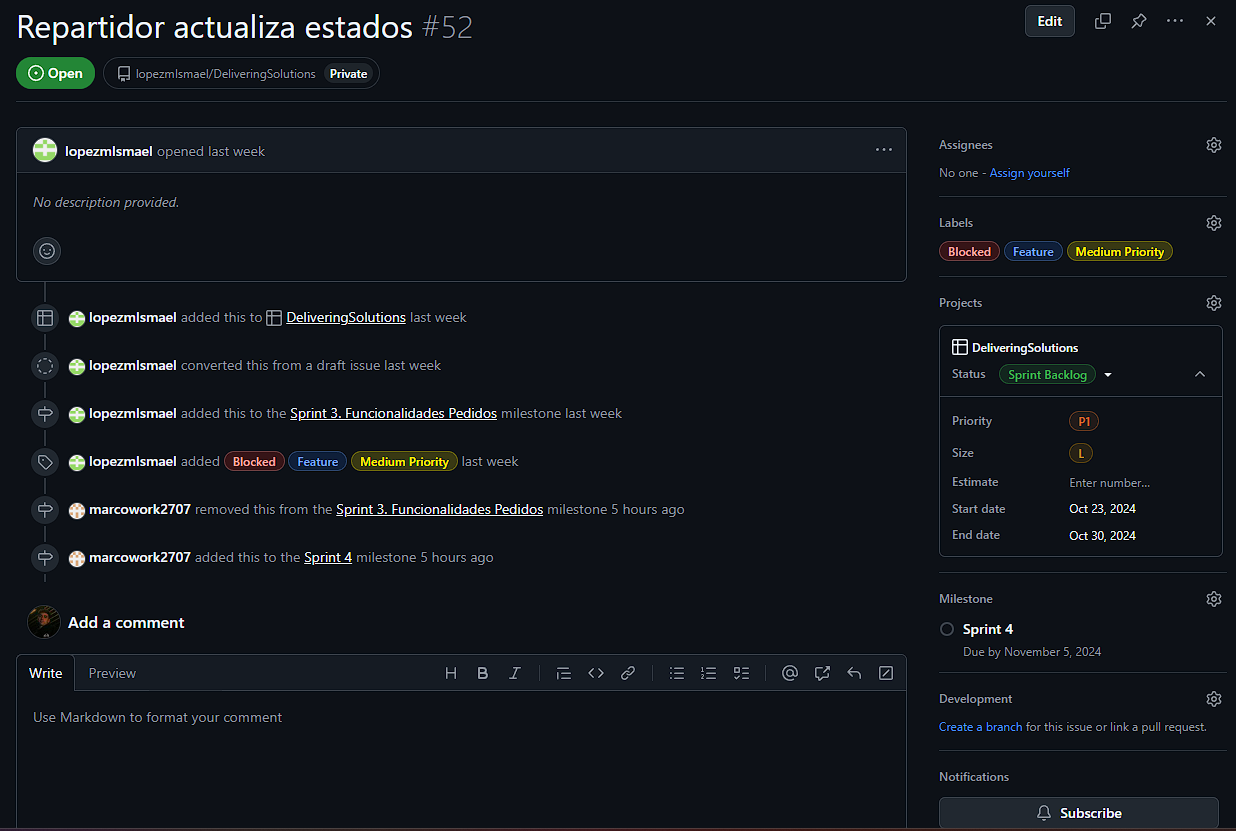 Repartidor actualiza estados #52
Edit
Open
lopezmIsmael/DeliveringSolutions Private
lopezmIsmael opened last week
No description provided.
lopezmIsmael added this to DeliveringSolutions last week
lopezmIsmael converted this from a draft issue last week
lopezmIsmael added this to the Sprint 3. Funcionalidades Pedidos milestone last week
lopezmIsmael added Blocked Feature Medium Priority last week
marcowork2707 removed this from the Sprint 3. Funcionalidades Pedidos milestone 5 hours ago
marcowork2707 added this to the Sprint 4 milestone 5 hours ago
Add a comment
Write Preview
Use Markdown to format your comment
Assignees
No one - Assign yourself
Labels
Blocked Feature Medium Priority
Projects
DeliveringSolutions
Status Sprint Backlog
Priority P1
Size L
Estimate Enter number...
Start date Oct 23, 2024
End date Oct 30, 2024
Milestone
Sprint 4
Due by November 5, 2024
Development
Create a branch for this issue or link a pull request.
Notifications
Subscribe